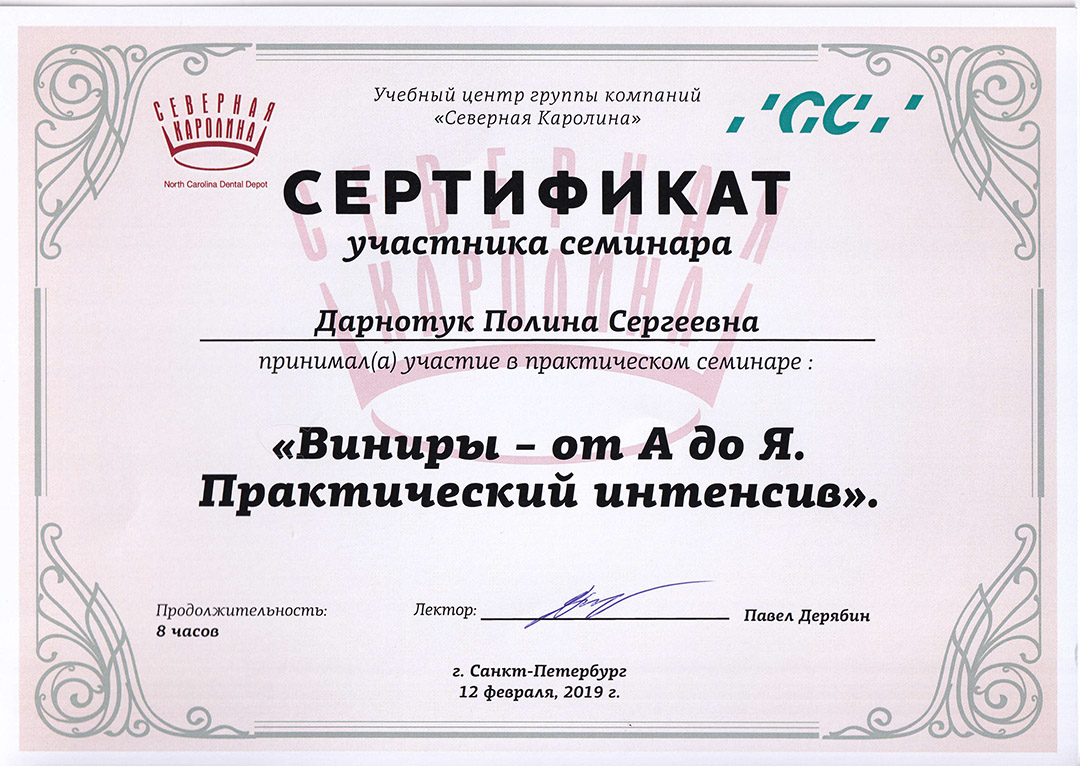 СЕВЕРНАЯ
КАРОЛИНА
North Carolina Dental Depot
Учебный центр группы компаний
«Северная Каролина»
GC
СЕРТИФИКАТ
участника семинара
СЕВЕРНАЯ
КАРОЛИНА
Дарнотук Полина Сергеевна
принимал(а) участие в практическом семинаре :
«Виниры – от А до Я.
Практический интенсив».
Продолжительность:
8 часов
Лектор:
Павел Дерябин
г. Санкт-Петербург
12 февраля, 2019 г.